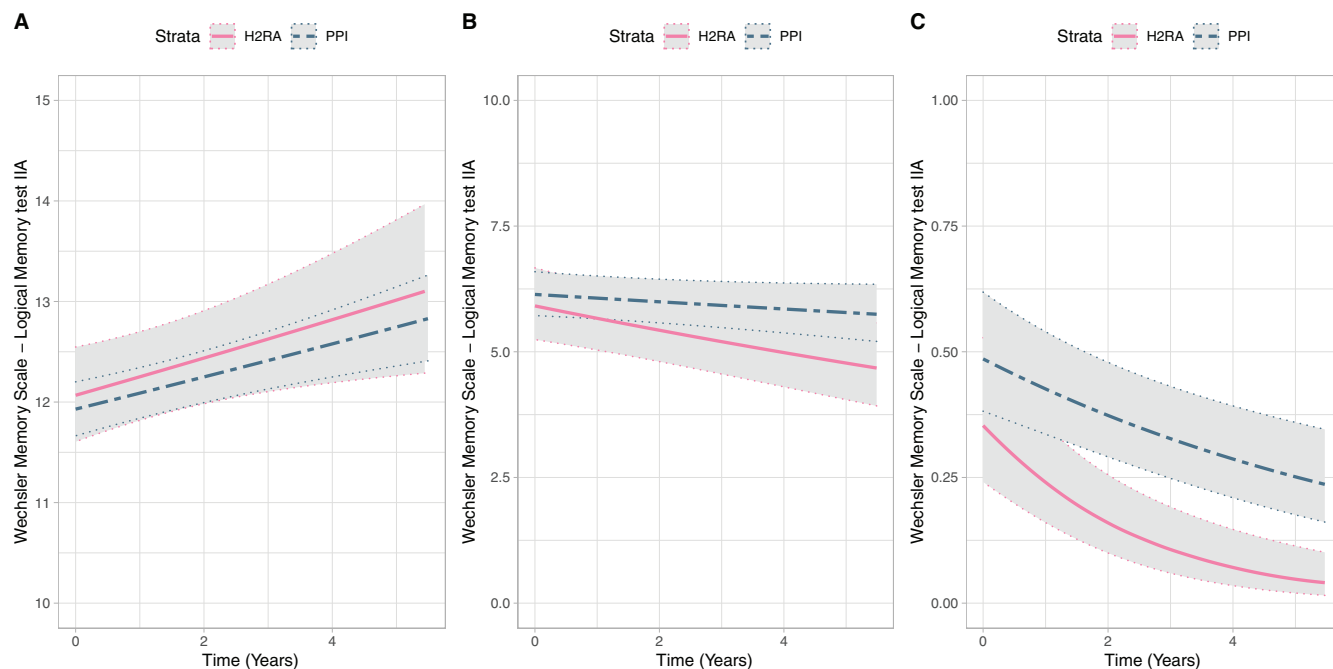 A
Strata H2RA PPI
Wechsler Memory Scale – Logical Memory test IIA
15
14
13
12
11
10
0 2 4
Time (Years)
B
Strata H2RA PPI
Wechsler Memory Scale – Logical Memory test IIA
10.0
7.5
5.0
2.5
0.0
0 2 4
Time (Years)
C
Strata H2RA PPI
Wechsler Memory Scale – Logical Memory test IIA
1.00
0.75
0.50
0.25
0.00
0 2 4
Time (Years)